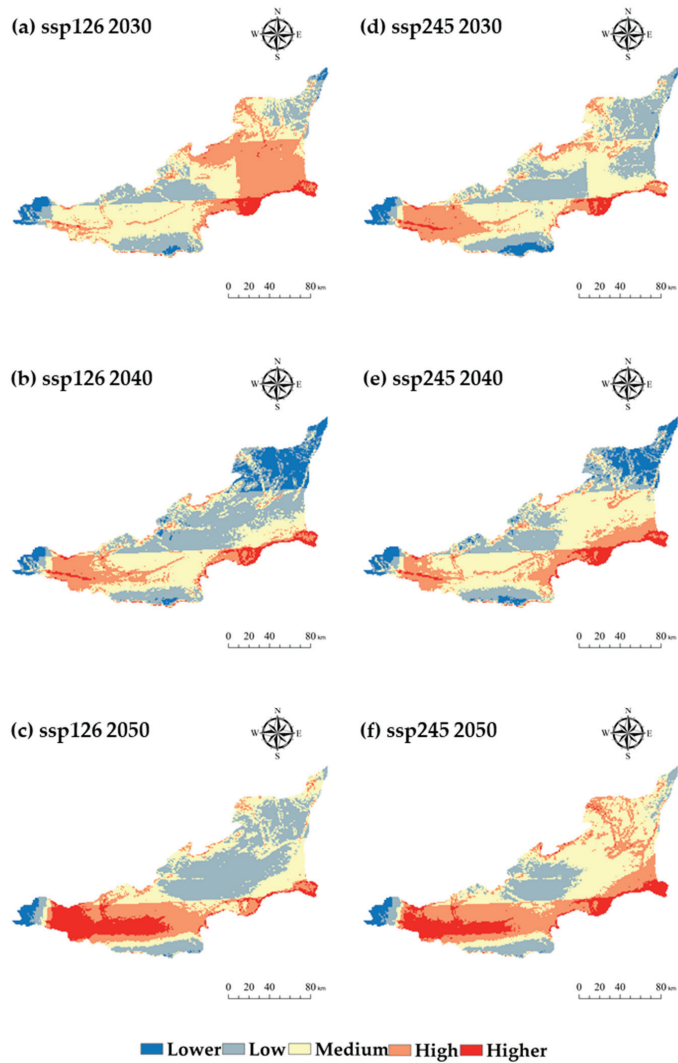 (a) ssp126 2030
N
W E
S
0 20 40 80 km
(d) ssp245 2030
N
W E
S
0 20 40 80 km
(b) ssp126 2040
N
W E
S
0 20 40 80 km
(e) ssp245 2040
N
W E
S
0 20 40 80 km
(c) ssp126 2050
N
W E
S
0 20 40 80 km
(f) ssp245 2050
N
W E
S
0 20 40 80 km
Lower Low Medium High Higher